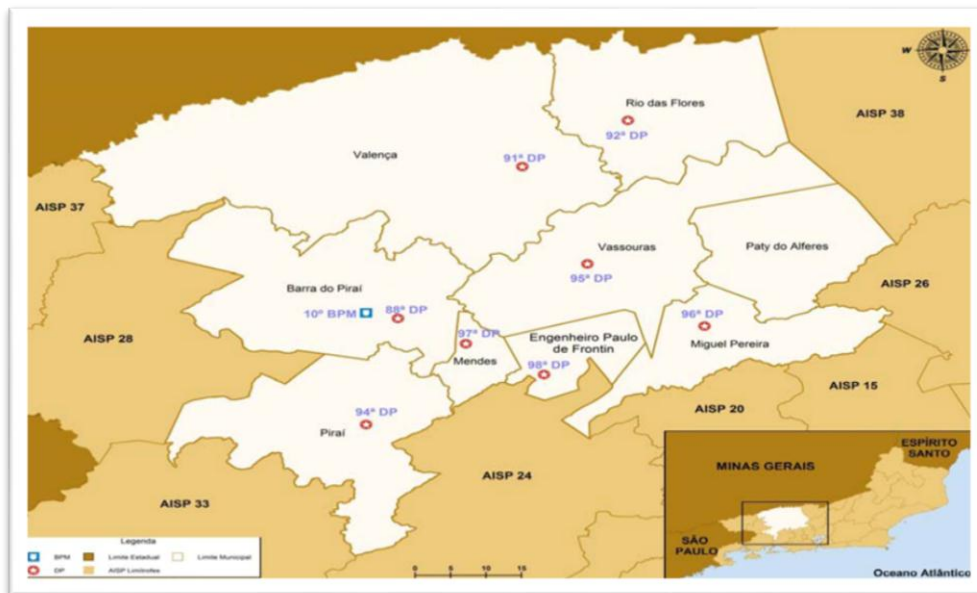 W
S
Rio das Flores
AISP 38
92ª DP
Valença
91ª DP
AISP 37
Vassouras
Paty do Alferes
95ª DP
Barra do Piraí
AISP 26
10º BPM
88ª DP
96ª DP
AISP 28
97ª DP
Engenheiro Paulo
de Frontin
Miguel Pereira
Mendes
98ª DP
AISP 15
94ª DP
AISP 20
Piraí
ESPÍRITO
SANTO
MINAS GERAIS
AISP 24
AISP 33
SÃO
PAULO
Legenda
BPM
Limite Estadual
Limite Municipal
DP
AISP Limítrofes
0 5 10 15
Oceano Atlântico